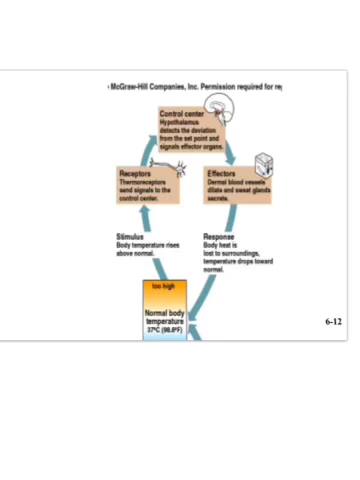 McGraw-Hill Companies, Inc. Permission required for rep
Control center
Hypothalamus
detects the deviation
from the set point and
signals effector organs.
Receptors
Thermoreceptors
send signals to the
control center.
Effectors
Dermal blood vessels
dilate and sweat glands
secrete.
Stimulus
Body temperature rises
above normal.
Response
Body heat is
lost to surroundings,
temperature drops toward
normal.
too high
Normal body
temperature
37ºC (98.6ºF)
6-12